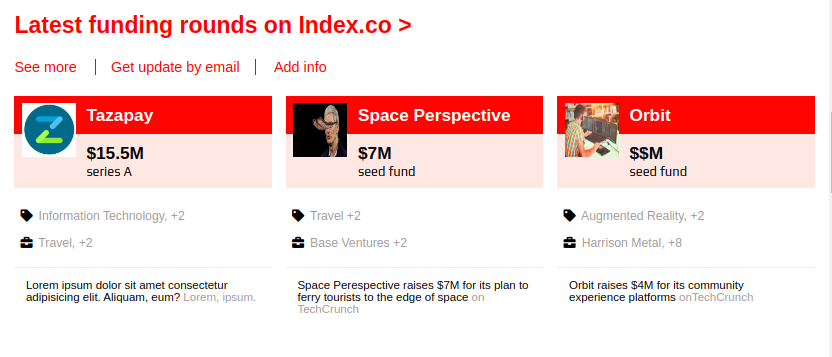 Latest funding rounds on Index.co >
See more
Get update by email
Add info
Tazapay
$15.5M
series A
Information Technology, +2
Travel, +2
Lorem ipsum dolor sit amet consectetur
adipisicing elit. Aliquam, eum? Lorem, ipsum.
Space Perspective
$7M
seed fund
Travel +2
Base Ventures +2
Space Perespective raises $7M for its plan to
ferry tourists to the edge of space on
TechCrunch
Orbit
$$M
seed fund
Augmented Reality, +2
Harrison Metal, +8
Orbit raises $4M for its community
experience platforms onTechCrunch